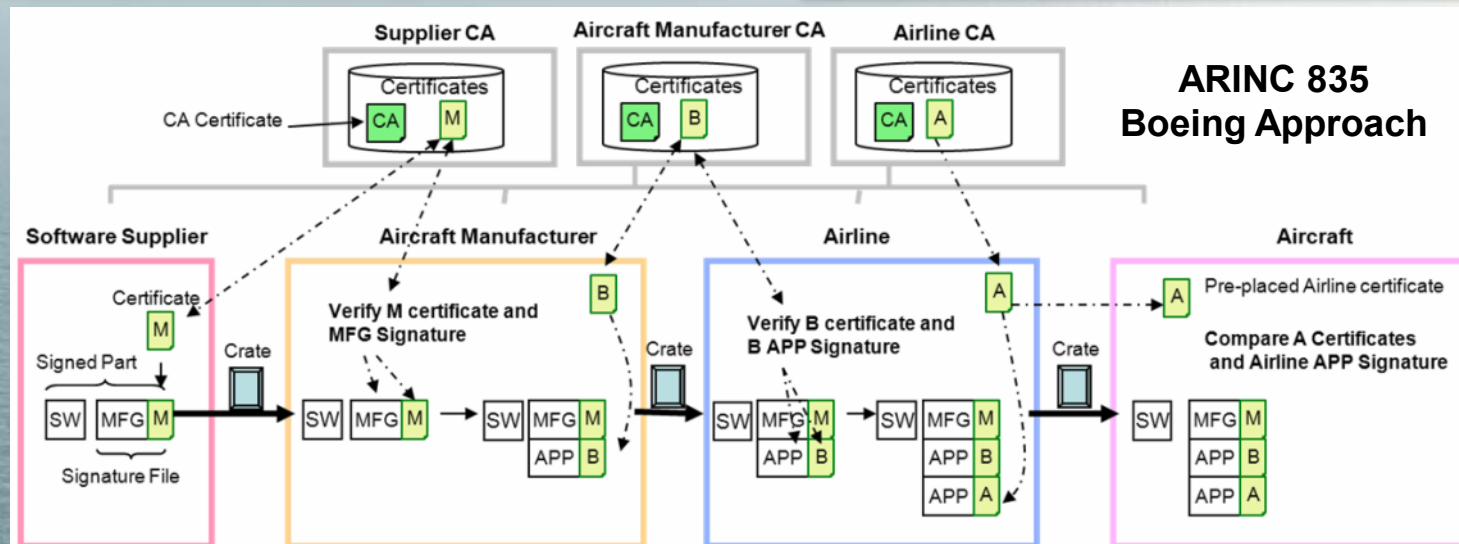 Supplier CA
Aircraft Manufacturer CA
Airline CA
ARINC 835
Boeing Approach
Certificates
CA
M
Certificates
CA
B
Certificates
CA
A
CA Certificate
Software Supplier
Aircraft Manufacturer
Airline
Aircraft
Certificate
M
Signed Part
SW
MFG
M
Signature File
Crate
Verify M certificate and
MFG Signature
B
SW
MFG
M
SW
MFG
M
APP
B
Crate
Verify B certificate and
B APP Signature
A
SW
MFG
M
APP
B
SW
MFG
M
APP
B
APP
A
Crate
A
Pre-placed Airline certificate
Compare A Certificates
and Airline APP Signature
SW
MFG
M
APP
B
APP
A